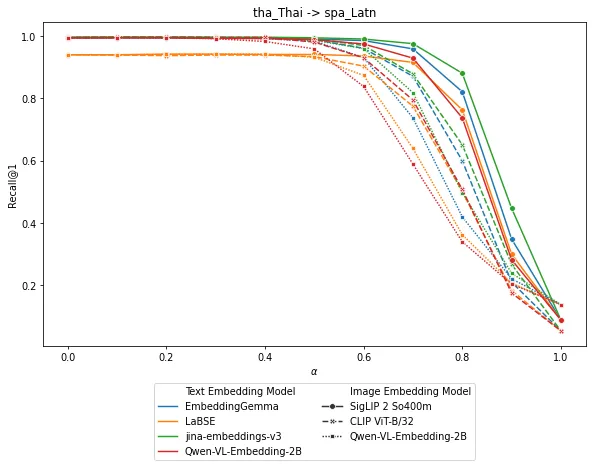 tha_Thai -> spa_Latn
1.0
0.8
0.6
0.4
0.2
Recall@1
0.0 0.2 0.4 0.6 0.8 1.0
α
Text Embedding Model
EmbeddingGemma
LaBSE
jina-embeddings-v3
Qwen-VL-Embedding-2B
Image Embedding Model
SigLIP 2 So400m
CLIP ViT-B/32
Qwen-VL-Embedding-2B